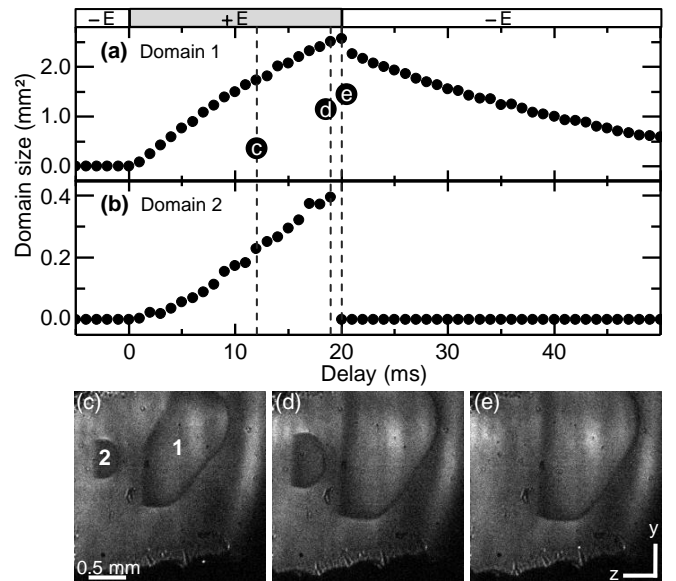 −E +E −E
(a) Domain 1
2.0
1.0
0.0
c d e
(b) Domain 2
0.4
0.2
0.0
Domain size (mm²)
0 10 20 30 40
Delay (ms)
(c) (d) (e)
2 1
0.5 mm
y
z